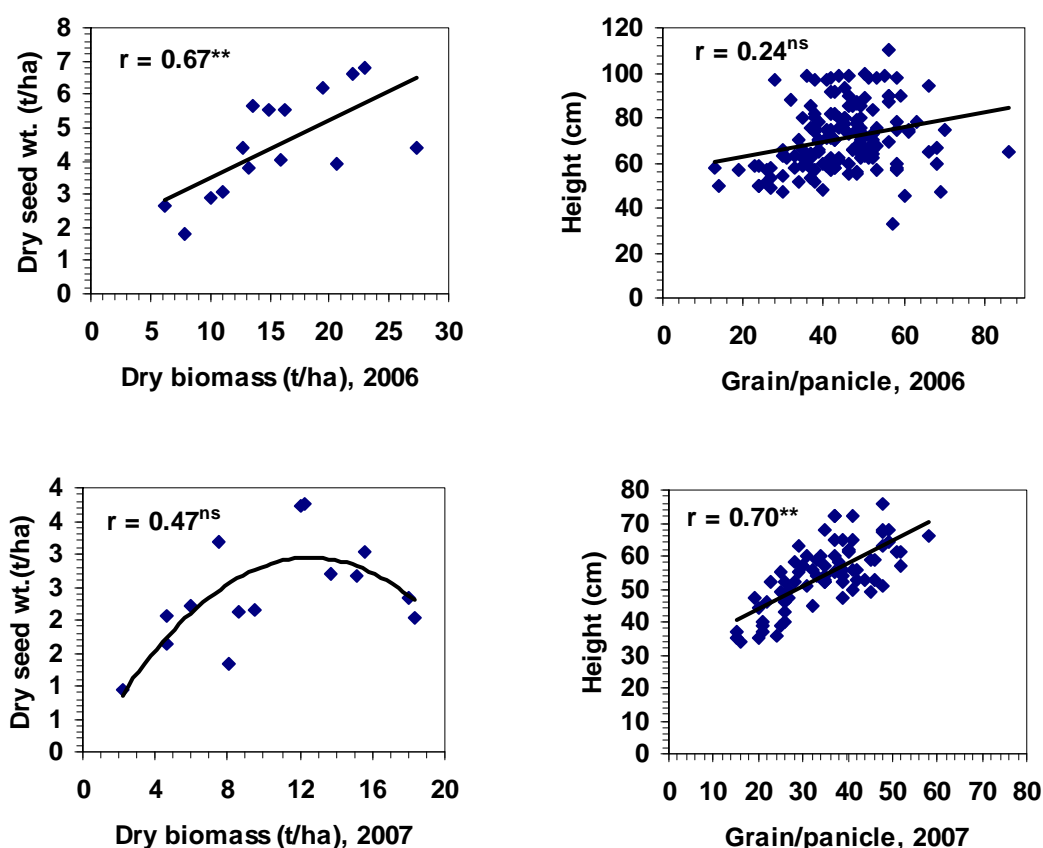 8
7
6
5
4
3
2
1
0
Dry seed wt. (t/ha)
r = 0.67**
0 5 10 15 20 25 30
Dry biomass (t/ha), 2006
120
100
80
60
40
20
0
Height (cm)
r = 0.24ns
0 20 40 60 80
Grain/panicle, 2006
4
4
3
3
2
2
1
1
0
Dry seed wt.(t/ha)
r = 0.47ns
0 4 8 12 16 20
Dry biomass (t/ha), 2007
80
70
60
50
40
30
20
10
0
Height (cm)
r = 0.70**
0 10 20 30 40 50 60 70 80
Grain/panicle, 2007